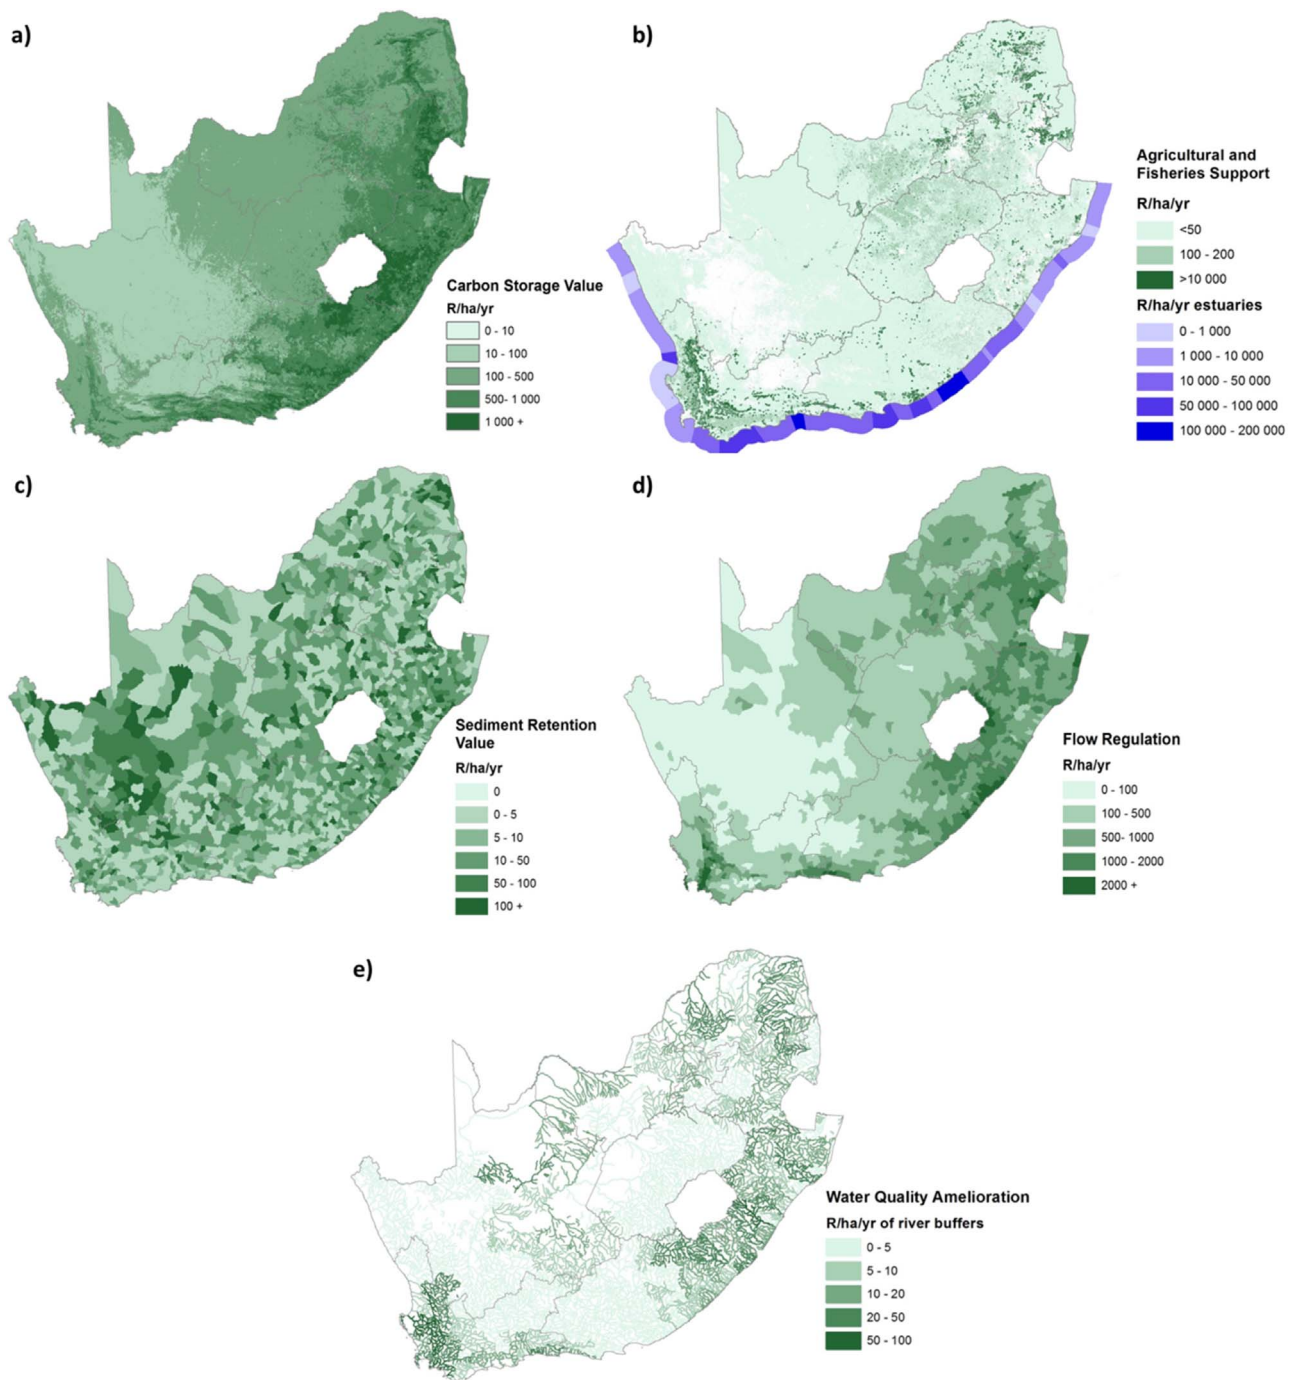 a)
Carbon Storage Value
R/ha/yr
0 - 10
10 - 100
100 - 500
500- 1 000
1 000 +
b)
Agricultural and
Fisheries Support
R/ha/yr
<50
100 - 200
>10 000
R/ha/yr estuaries
0 - 1 000
1 000 - 10 000
10 000 - 50 000
50 000 - 100 000
100 000 - 200 000
c)
Sediment Retention
Value
R/ha/yr
0
0 - 5
5 - 10
10 - 50
50 - 100
100 +
d)
Flow Regulation
R/ha/yr
0 - 100
100 - 500
500- 1000
1000 - 2000
2000 +
e)
Water Quality Amelioration
R/ha/yr of river buffers
0 - 5
5 - 10
10 - 20
20 - 50
50 - 100